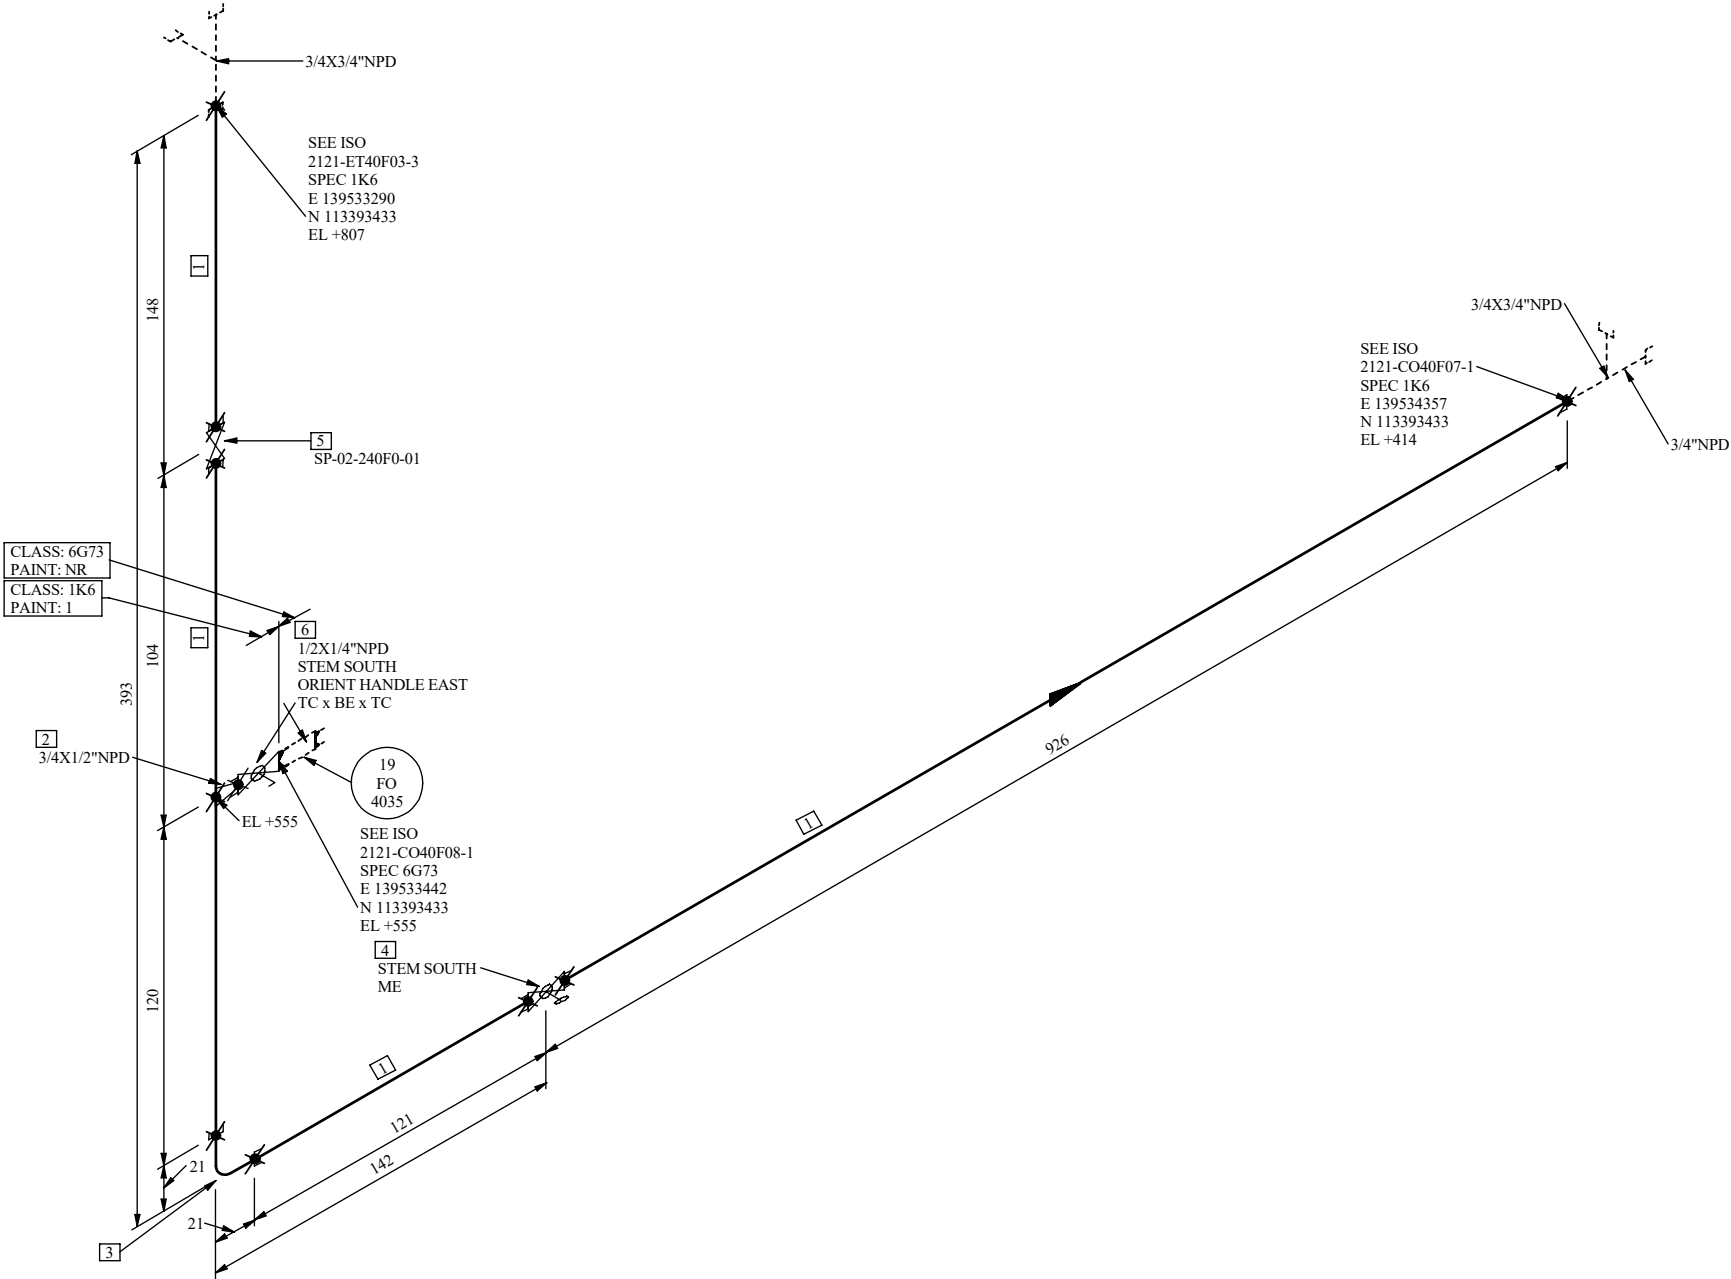 3/4X3/4"NPD
SEE ISO
2121-ET40F03-3
SPEC 1K6
E 139533290
N 113393433
EL +807
1
148
3/4X3/4"NPD
SEE ISO
2121-CO40F07-1
SPEC 1K6
E 139534357
N 113393433
EL +414
3/4"NPD
5
SP-02-240F0-01
CLASS: 6G73
PAINT: NR
CLASS: 1K6
PAINT: 1
1
104
393
6
1/2X1/4"NPD
STEM SOUTH
ORIENT HANDLE EAST
TC x BE x TC
2
3/4X1/2"NPD
19
FO
4035
EL +555
SEE ISO
2121-CO40F08-1
SPEC 6G73
E 139533442
N 113393433
EL +555
926
1
4
STEM SOUTH
ME
120
1
121
142
21
21
3